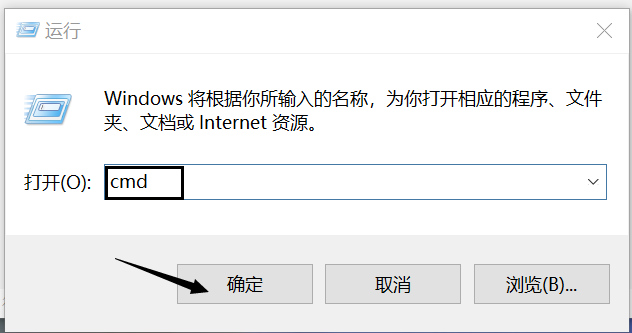 运行
Windows 将根据你所输入的名称，为你打开相应的程序、文件
夹、文档或 Internet 资源。
打开(O): cmd
确定 取消 浏览(B)...